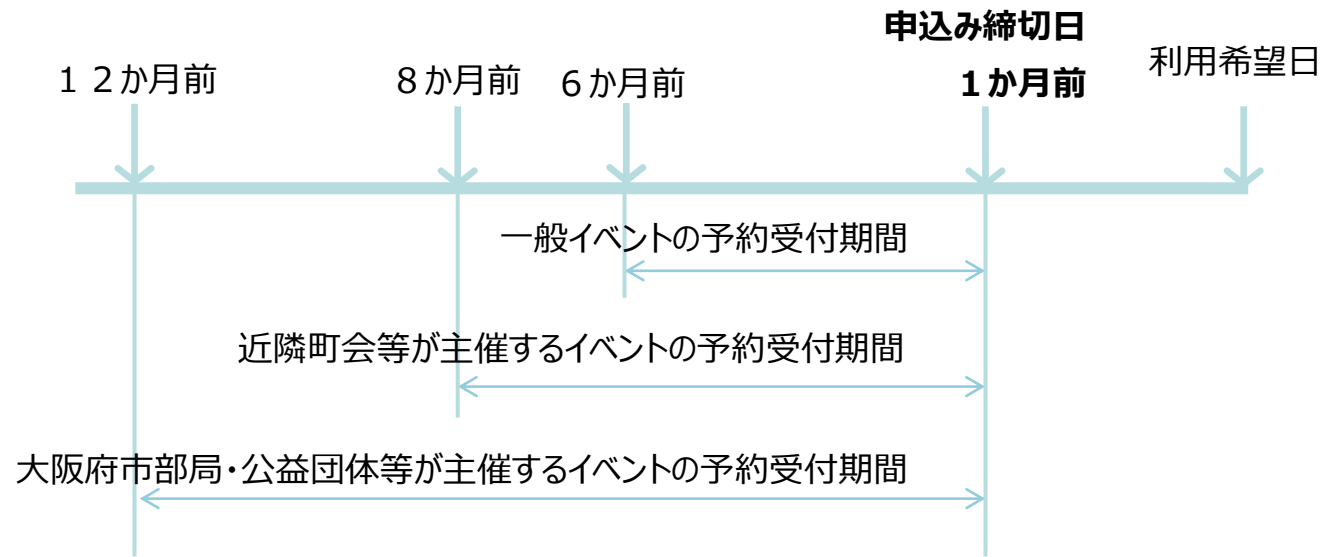 申込み締切日
１２か月前
８か月前
６か月前
１か月前
利用希望日
一般イベントの予約受付期間
近隣町会等が主催するイベントの予約受付期間
大阪府市部局・公益団体等が主催するイベントの予約受付期間